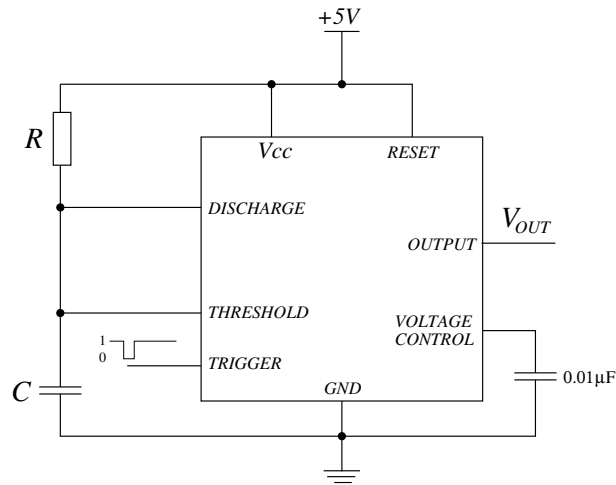 +5V
R
Vcc
RESET
DISCHARGE
V_OUT
OUTPUT
THRESHOLD
VOLTAGE
CONTROL
1
0
TRIGGER
C
GND
0.01µF